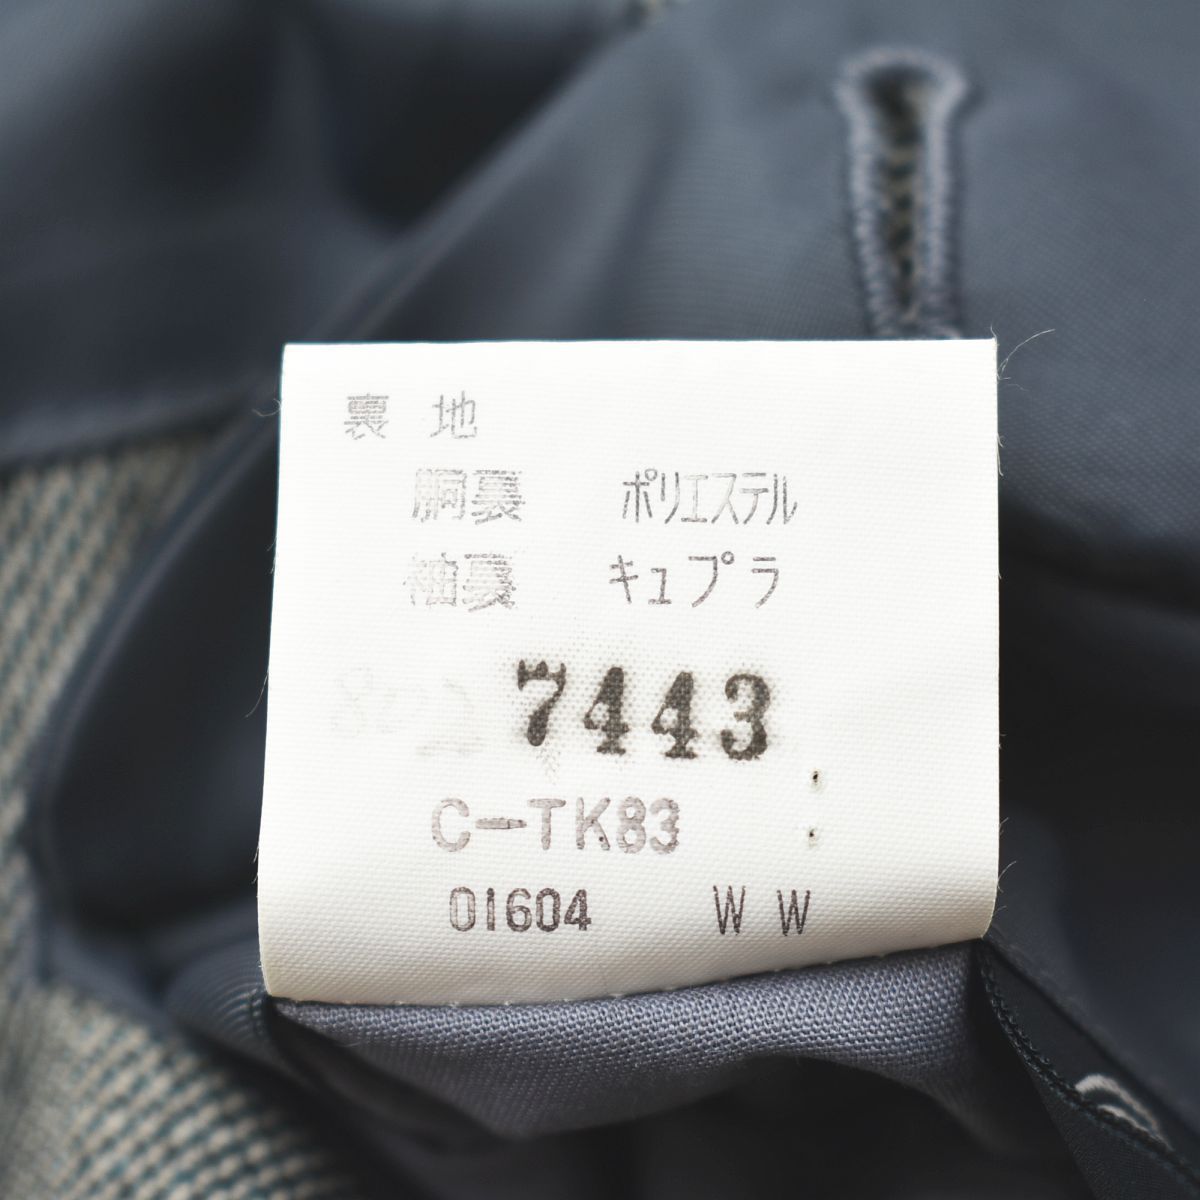 裏 地
胴裏 ポリエステル
袖裏 キュプラ
7443
C-TK83
01604 W W